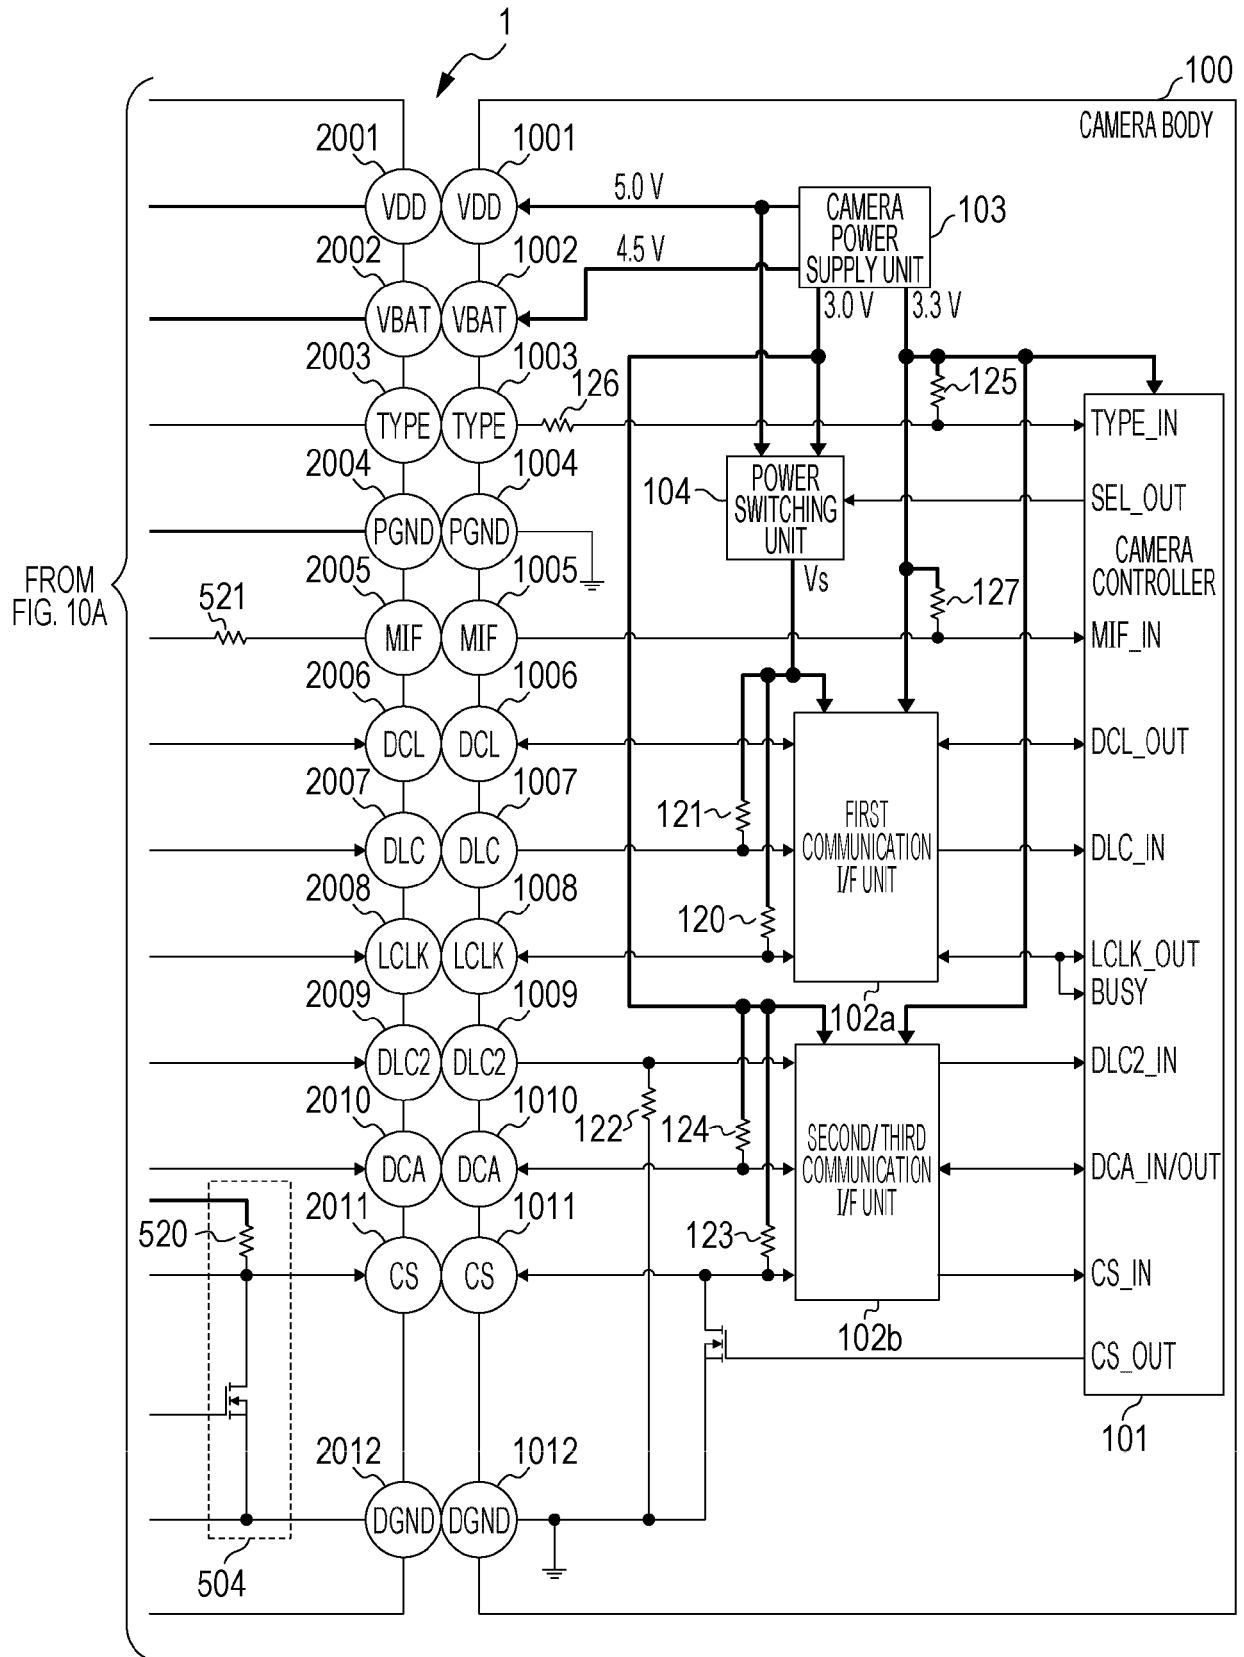 1
100
CAMERA BODY
2001
1001
VDD
VDD
5.0 V
CAMERA
POWER
SUPPLY UNIT
103
2002
1002
VBAT
VBAT
4.5 V
3.0 V
3.3 V
2003
1003
TYPE
TYPE
126
125
TYPE_IN
2004
1004
PGND
PGND
104
POWER
SWITCHING
UNIT
Vs
SEL_OUT
CAMERA
CONTROLLER
FROM
FIG. 10A
2005
1005
521
MIF
MIF
127
MIF_IN
2006
1006
DCL
DCL
DCL_OUT
2007
1007
DLC
DLC
121
FIRST
COMMUNICATION
I/F UNIT
DLC_IN
2008
1008
LCLK
LCLK
120
LCLK_OUT
BUSY
102a
2009
1009
DLC2
DLC2
DLC2_IN
2010
1010
DCA
DCA
122
124
SECOND/THIRD
COMMUNICATION
I/F UNIT
DCA_IN/OUT
520
2011
1011
CS
CS
123
CS_IN
102b
CS_OUT
101
2012
1012
DGND
DGND
504